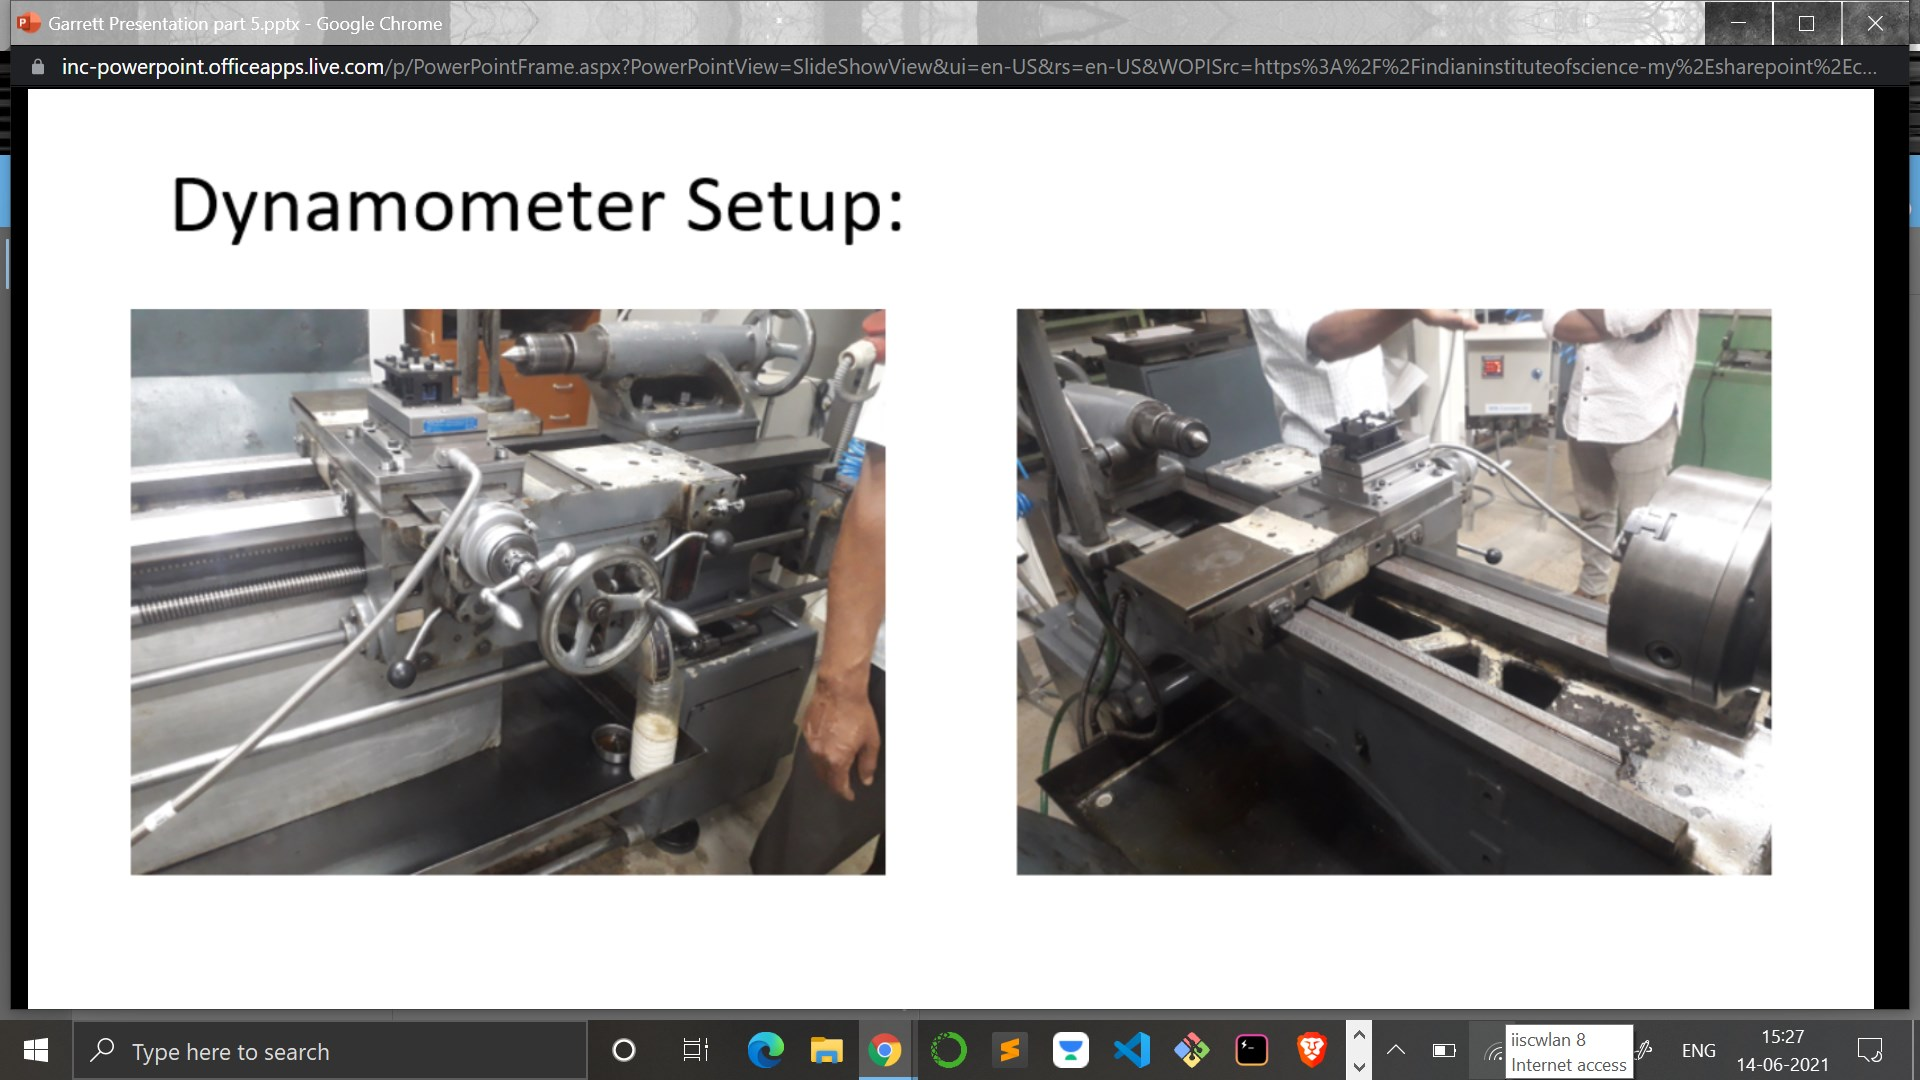 Garrett Presentation part 5.pptx - Google Chrome
inc-powerpoint.officeapps.live.com/p/PowerPointFrame.aspx?PowerPointView=SlideShowView&ui=en-US&rs=en-US&WOPISrc=https%3A%2F%2Findianinstituteofscience-my%2Esharepoint%2Ec...
Dynamometer Setup:
Type here to search
ENG
iiscwlan 8
Internet access
15:27
14-06-2021